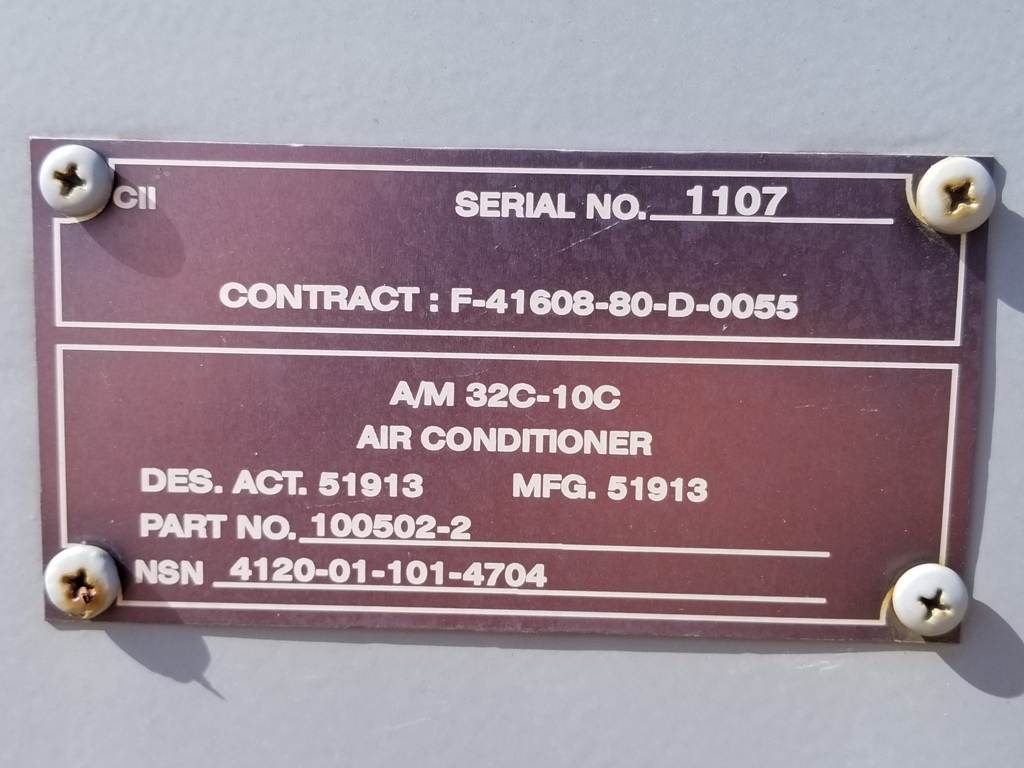 CII SERIAL NO. 1107
CONTRACT : F-41608-80-D-0055
A/M 32C-10C
AIR CONDITIONER
DES. ACT. 51913 MFG. 51913
PART NO. 100502-2
NSN 4120-01-101-4704